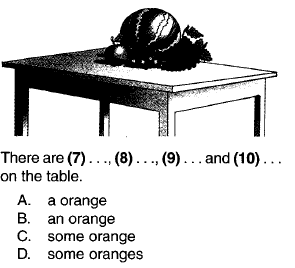 There are (7) . . ., (8) . . ., (9) . . . and (10) . . .
on the table.
A. a orange
B. an orange
C. some orange
D. some oranges